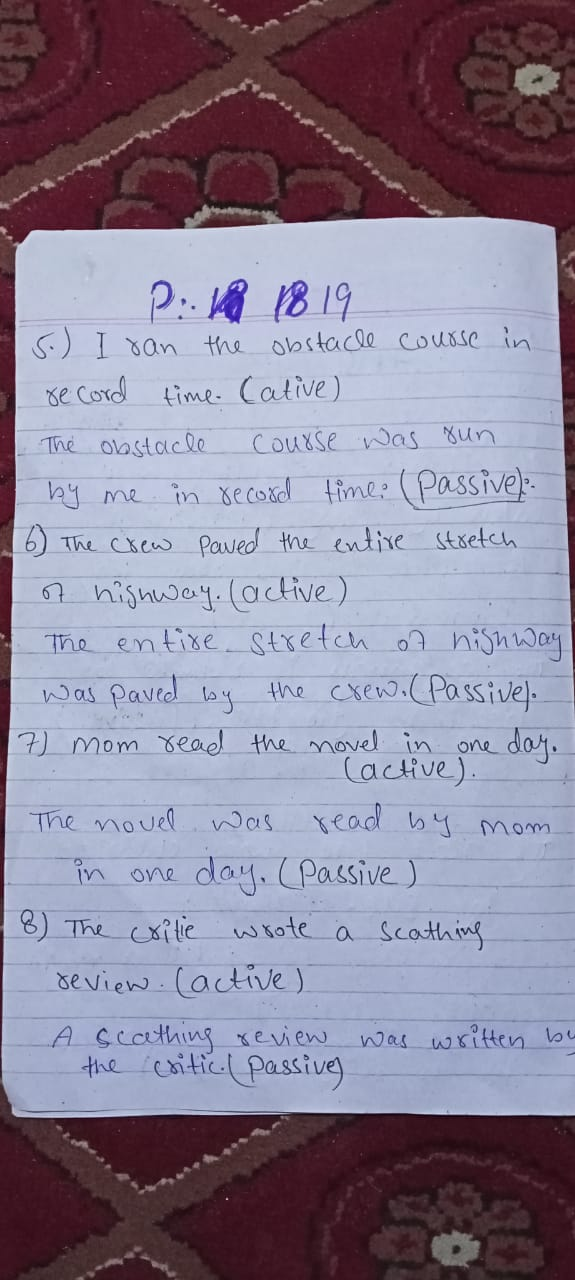 P:. 18 19
5.) I ran the obstacle course in
record time. (ative)
The obstacle course was run
by me in record time. (Passive).
6) The crew Paved the entire stretch
of highway. (active)
The entire stretch of highway
was paved by the crew. (Passive).
7) mom read the novel in one day.
(active).
The novel was read by mom
in one day. (Passive)
8) The critic wrote a scathing
review. (active)
A scathing review was written by
the critic. (Passive)